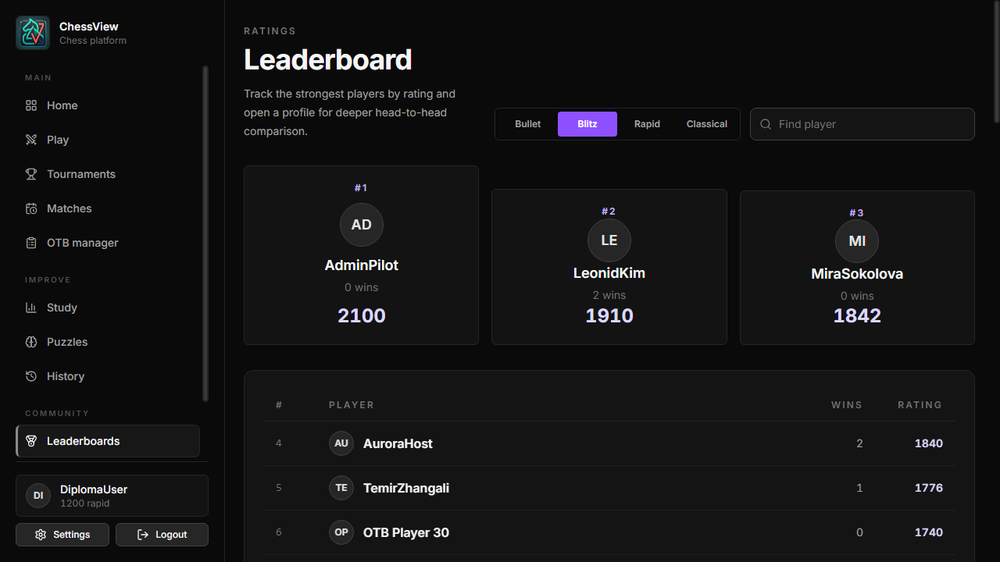 ChessView
Chess platform
MAIN
Home
Play
Tournaments
Matches
OTB manager
IMPROVE
Study
Puzzles
History
COMMUNITY
Leaderboards
DI
DiplomaUser
1200 rapid
Settings
Logout
RATINGS
Leaderboard
Track the strongest players by rating and
open a profile for deeper head-to-head
comparison.
Bullet Blitz Rapid Classical
Find player
#1
AD
AdminPilot
0 wins
2100
#2
LE
LeonidKim
2 wins
1910
#3
MI
MiraSokolova
0 wins
1842
# PLAYER WINS RATING
4 AU AuroraHost 2 1840
5 TE TemirZhangali 1 1776
6 OP OTB Player 30 0 1740